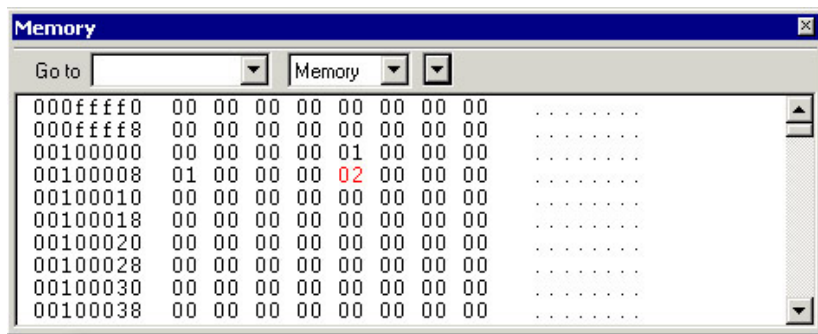 Memory
Go to Memory
000ffff0 00 00 00 00 00 00 00 00 ........
000ffff8 00 00 00 00 00 00 00 00 ........
00100000 00 00 00 00 01 00 00 00 ........
00100008 01 00 00 00 02 00 00 00 ........
00100010 00 00 00 00 00 00 00 00 ........
00100018 00 00 00 00 00 00 00 00 ........
00100020 00 00 00 00 00 00 00 00 ........
00100028 00 00 00 00 00 00 00 00 ........
00100030 00 00 00 00 00 00 00 00 ........
00100038 00 00 00 00 00 00 00 00 ........